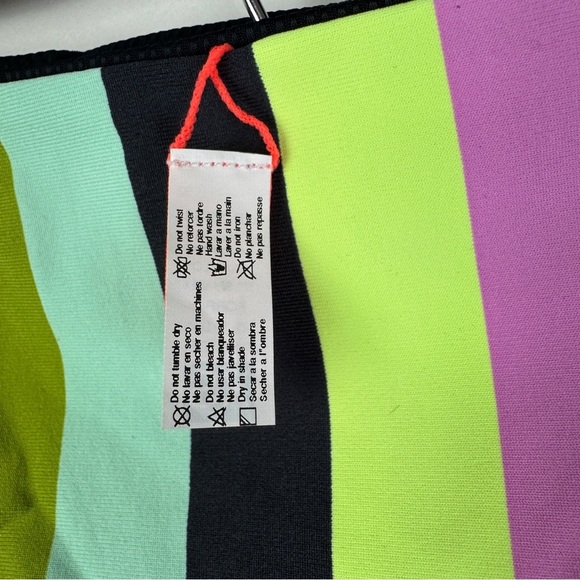 Do not twist
No retorcer
Ne pas tordre
Hand wash
Lavar a mano
Laver a la main
Do not iron
No planchar
Ne pas repasse
Do not tumble dry
No lavar en seco
Ne pas secher en machines
Do not bleach
No usar blanqueador
Ne pas javelliser
Dry in shade
Secar a la sombra
Secher a l"ombre